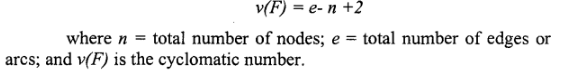 v(F) = e- n +2
where n = total number of nodes; e = total number of edges or
arcs; and v(F) is the cyclomatic number.